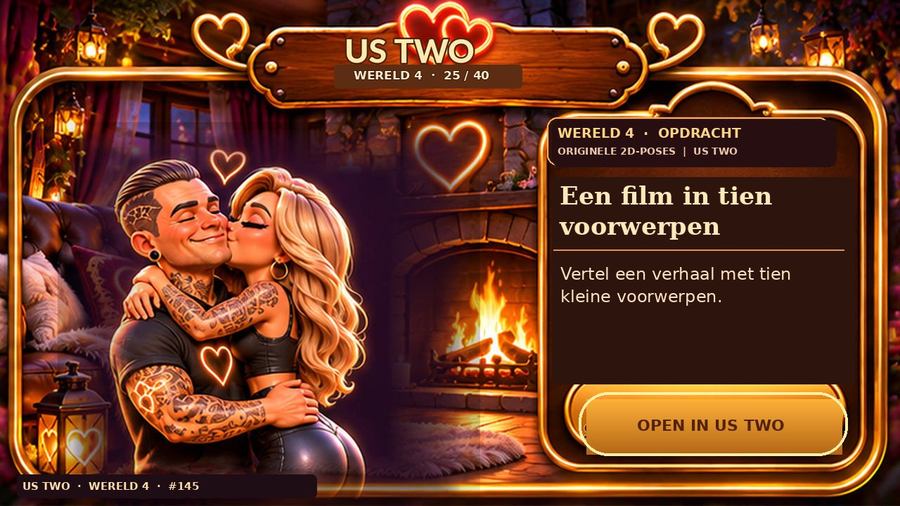 US TWO
WERELD 4 · 25 / 40
WERELD 4 · OPDRACHT
ORIGINELE 2D-POSES | US TWO
Een film in tien
voorwerpen
Vertel een verhaal met tien
kleine voorwerpen.
OPEN IN US TWO
US TWO · WERELD 4 · #145